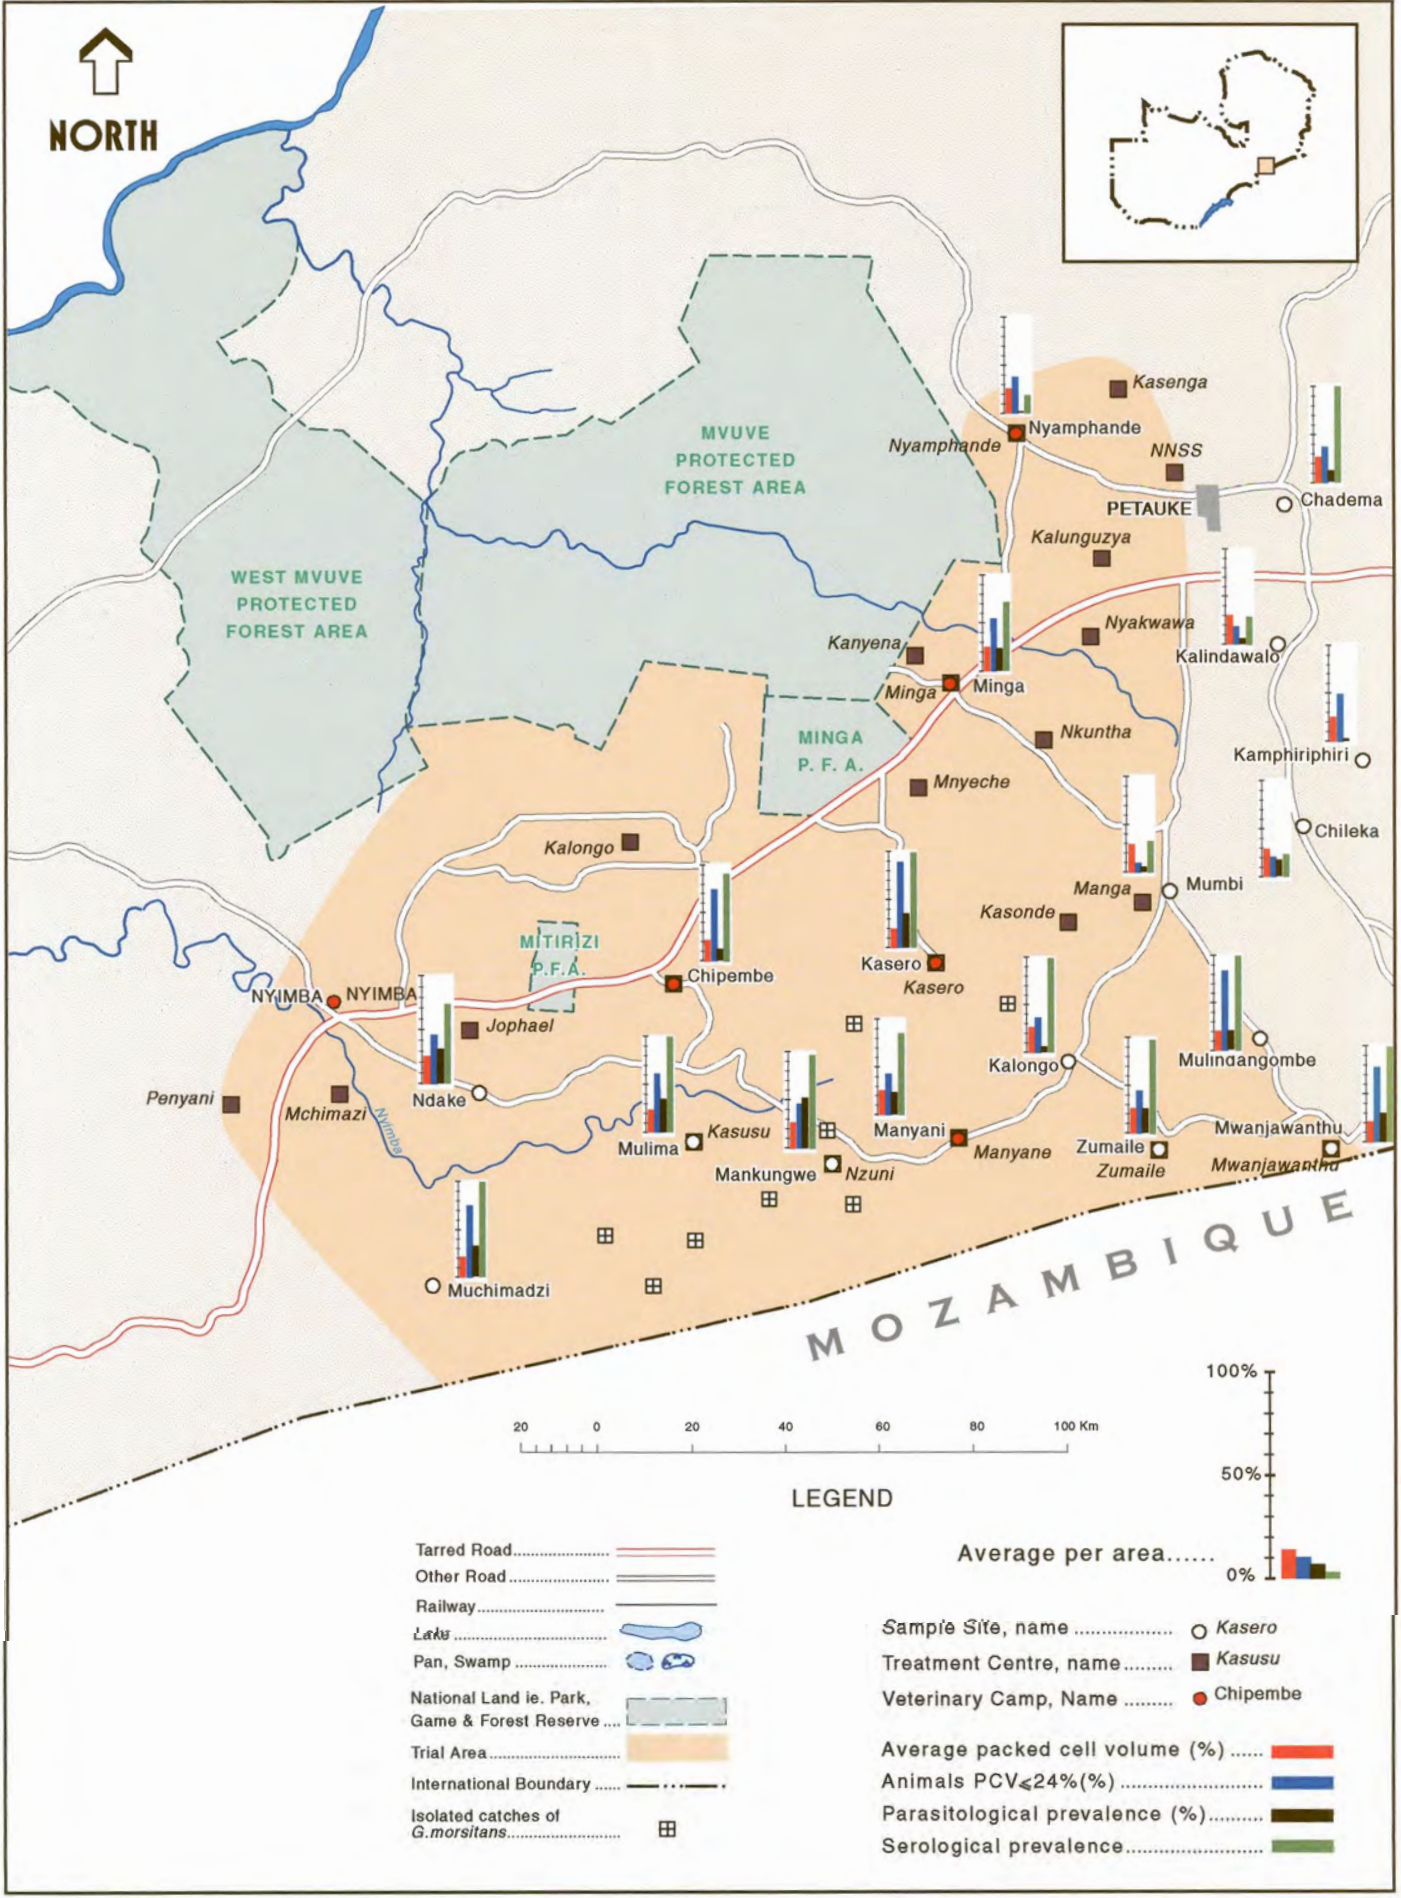 NORTH
MVUVE
PROTECTED
FOREST AREA
WEST MVUVE
PROTECTED
FOREST AREA
Kasenga
Nyamphande
Nyamphande
NNSS
PETAUKE
Chadema
Kalunguzya
Kanyena
Nyakwawa
Kalindawalo
Minga
Minga
MINGA
P. F. A.
Nkuntha
Kamphiriphiri
Mnyeche
Kalongo
Chileka
Manga
Mumbi
Kasonde
MITIRIZI
P.F.A.
Chipembe
Kasero
Kasero
NYIMBA
NYIMBA
Jophael
Kalongo
Mulindangombe
Penyani
Mchimazi
Ndake
Nyimba
Mulima
Kasusu
Manyani
Manyane
Mankungwe
Nzuni
Zumaile
Zumaile
Mwanjawanthu
Mwanjawanthu
Muchimadzi
MOZAMBIQUE
20 0 20 40 60 80 100 Km
LEGEND
100%
50%
0%
Average per area......
Tarred Road
Other Road
Railway
Lake
Pan, Swamp
National Land ie. Park,
Game & Forest Reserve
Trial Area
International Boundary
Isolated catches of
G.morsitans
Sample Site, name Kasero
Treatment Centre, name Kasusu
Veterinary Camp, Name Chipembe
Average packed cell volume (%)
Animals PCV⩽24%(%)
Parasitological prevalence (%)
Serological prevalence